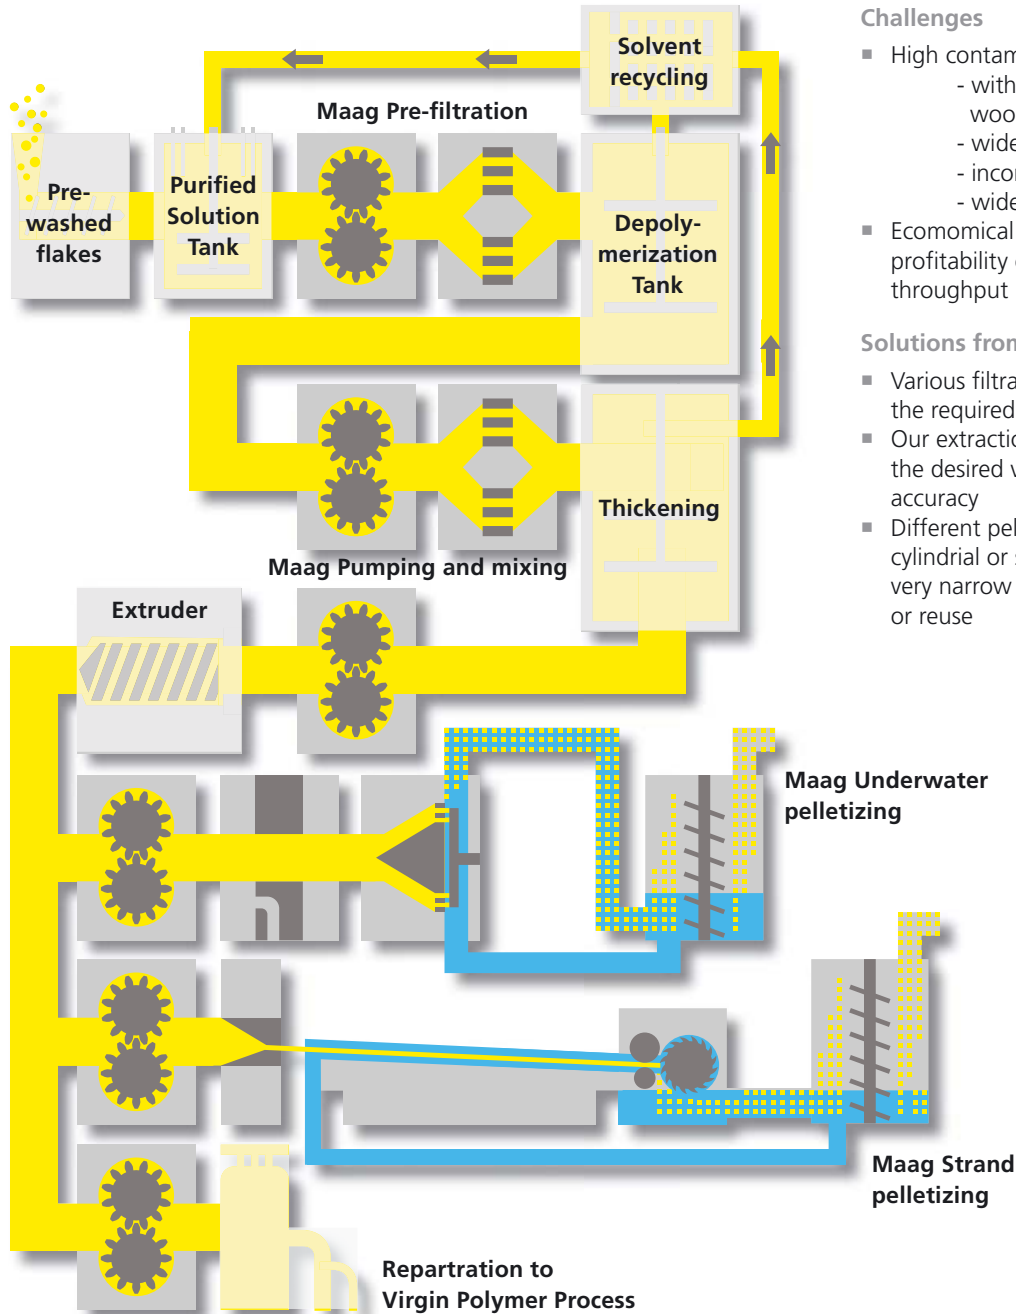 Solvent
recycling
Maag Pre-filtration
Pre-
washed
flakes
Purified
Solution
Tank
Depoly-
merization
Tank
Thickening
Maag Pumping and mixing
Extruder
Maag Underwater
pelletizing
Maag Strand
pelletizing
Repartration to
Virgin Polymer Process
Challenges
■ High contam
- with
woo
- wide
- incor
- wide
■ Ecomomical
profitability
throughput
Solutions from
■ Various filtra
the required
■ Our extractio
the desired v
accuracy
■ Different pel
cylindrial or s
very narrow
or reuse